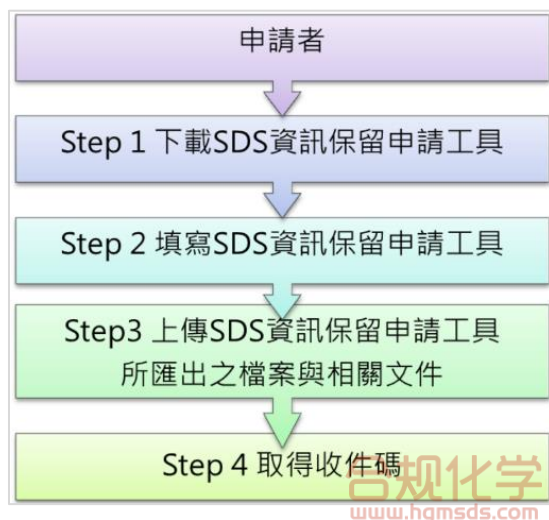 申請者
Step 1 下載SDS資訊保留申請工具
Step 2 填寫SDS資訊保留申請工具
Step3 上傳SDS資訊保留申請工具
所匯出之檔案與相關文件
Step 4 取得收件碼
合规化学
www.hgmsds.com